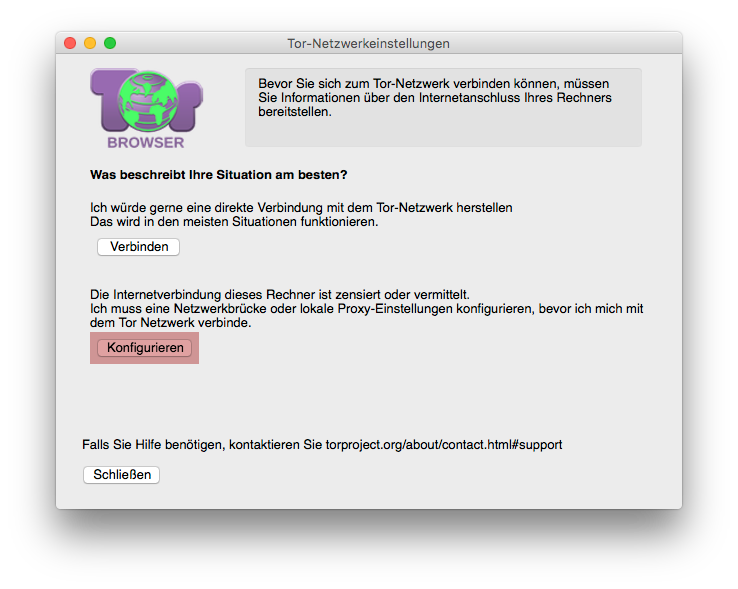 Tor-Netzwerkeinstellungen
Tor
BROWSER
Bevor Sie sich zum Tor-Netzwerk verbinden können, müssen
Sie Informationen über den Internetanschluss Ihres Rechners
bereitstellen.
Was beschreibt Ihre Situation am besten?
Ich würde gerne eine direkte Verbindung mit dem Tor-Netzwerk herstellen
Das wird in den meisten Situationen funktionieren.
Verbinden
Die Internetverbindung dieses Rechner ist zensiert oder vermittelt.
Ich muss eine Netzwerkbrücke oder lokale Proxy-Einstellungen konfigurieren, bevor ich mich mit
dem Tor Netzwerk verbinde.
Konfigurieren
Falls Sie Hilfe benötigen, kontaktieren Sie torproject.org/about/contact.html#support
Schließen